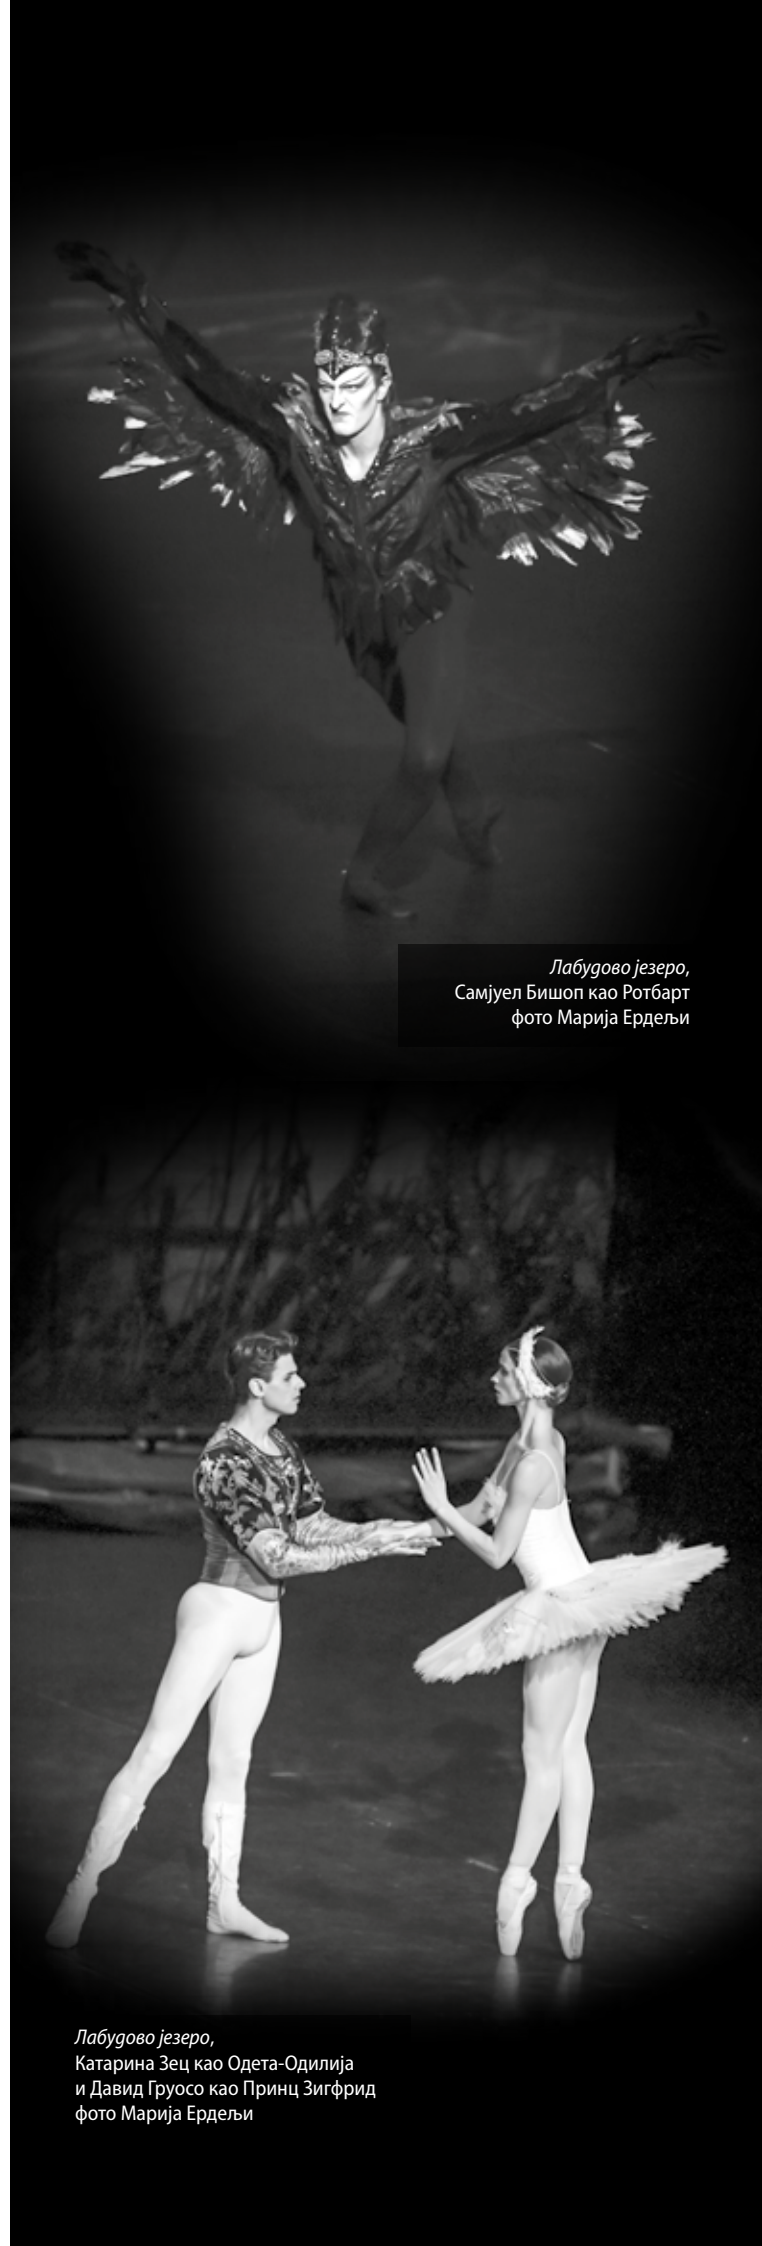 Лабудово језеро,
Самјуел Бишоп као Ротбарт
фото Марија Ердељи
Лабудово језеро,
Катарина Зец као Одета-Одилија
и Давид Груосо као Принц Зигфрид
фото Марија Ердељи